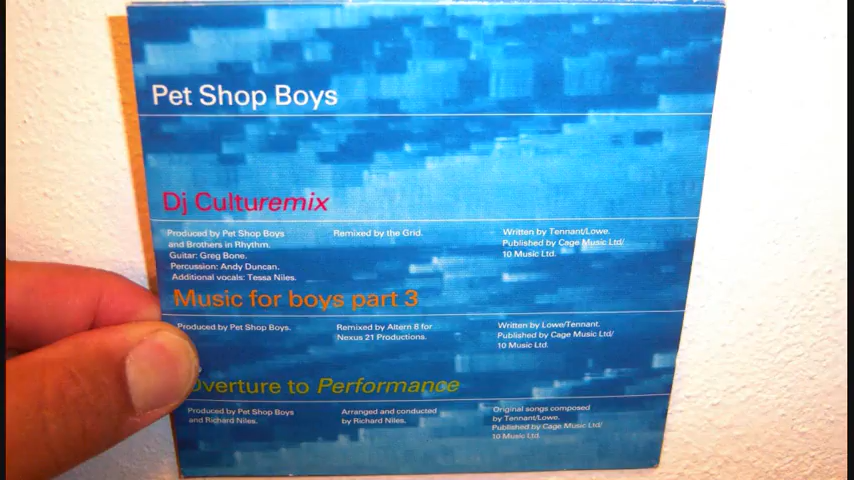 Pet Shop Boys
Dj Culturemix
Produced by Pet Shop Boys
and Brothers in Rhythm.
Guitar: Greg Bone.
Percussion: Andy Duncan.
Additional vocals: Tessa Niles.
Remixed by the Grid.
Written by Tennant/Lowe.
Published by Cage Music Ltd/
10 Music Ltd.
Music for boys part 3
Produced by Pet Shop Boys.
Remixed by Altern 8 for
Nexus 21 Productions.
Written by Lowe/Tennant.
Published by Cage Music Ltd/
10 Music Ltd.
Overture to Performance
Produced by Pet Shop Boys
and Richard Niles.
Arranged and conducted
by Richard Niles.
Original songs composed
by Tennant/Lowe.
Published by Cage Music Ltd/
10 Music Ltd.